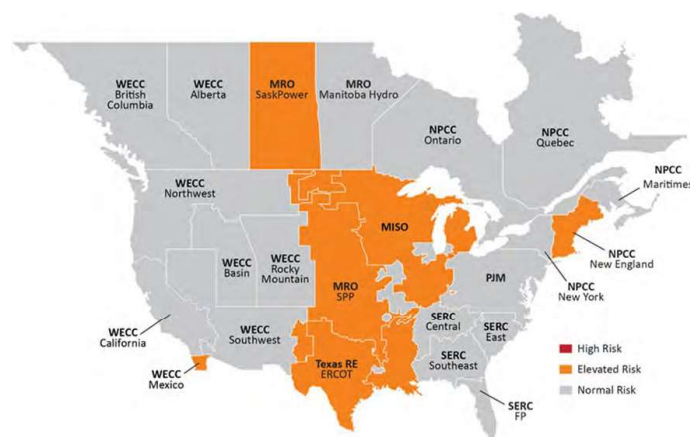 WECC
British
Columbia
WECC
Alberta
MRO
SaskPower
MRO
Manitoba Hydro
NPCC
Ontario
NPCC
Quebec
NPCC
Maritimes
WECC
Northwest
MISO
NPCC
New England
WECC
Basin
WECC
Rocky
Mountain
MRO
SPP
PJM
NPCC
New York
WECC
California
WECC
Southwest
SERC
Central
SERC
East
WECC
Mexico
Texas RE
ERCOT
SERC
Southeast
SERC
FP
High Risk
Elevated Risk
Normal Risk